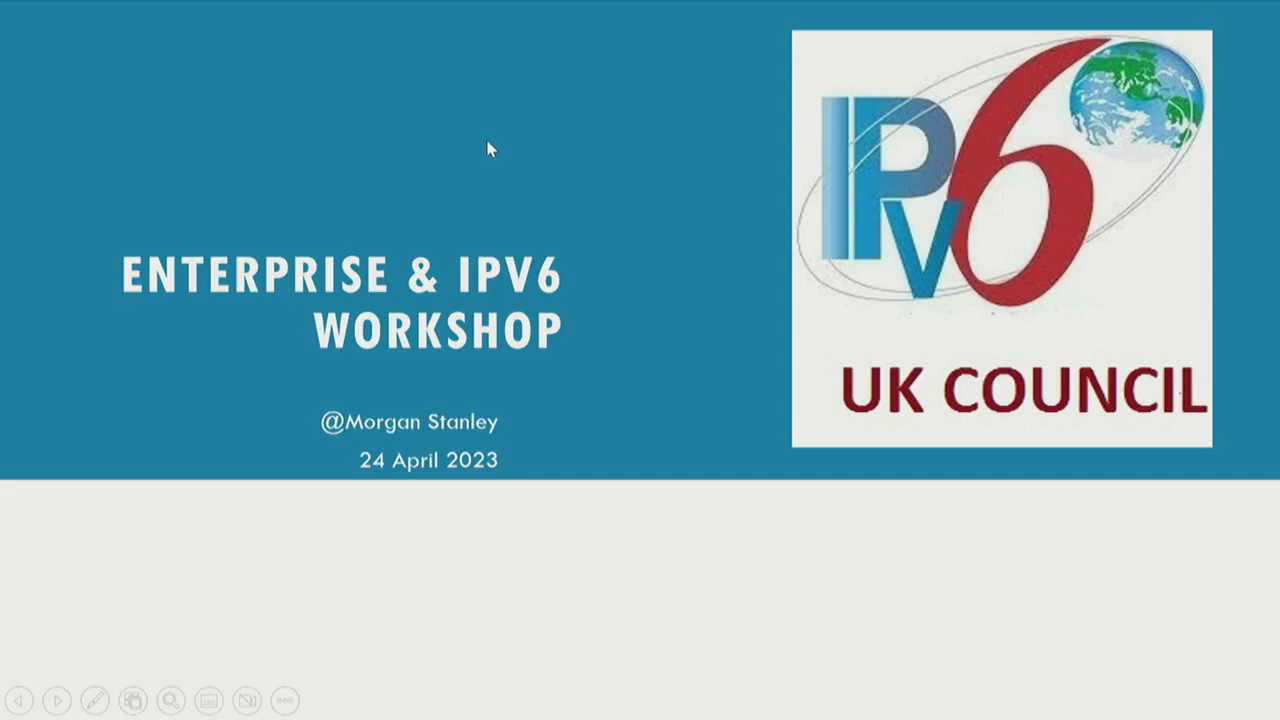 ENTERPRISE & IPV6
WORKSHOP
@Morgan Stanley
24 April 2023
IPv6
UK COUNCIL